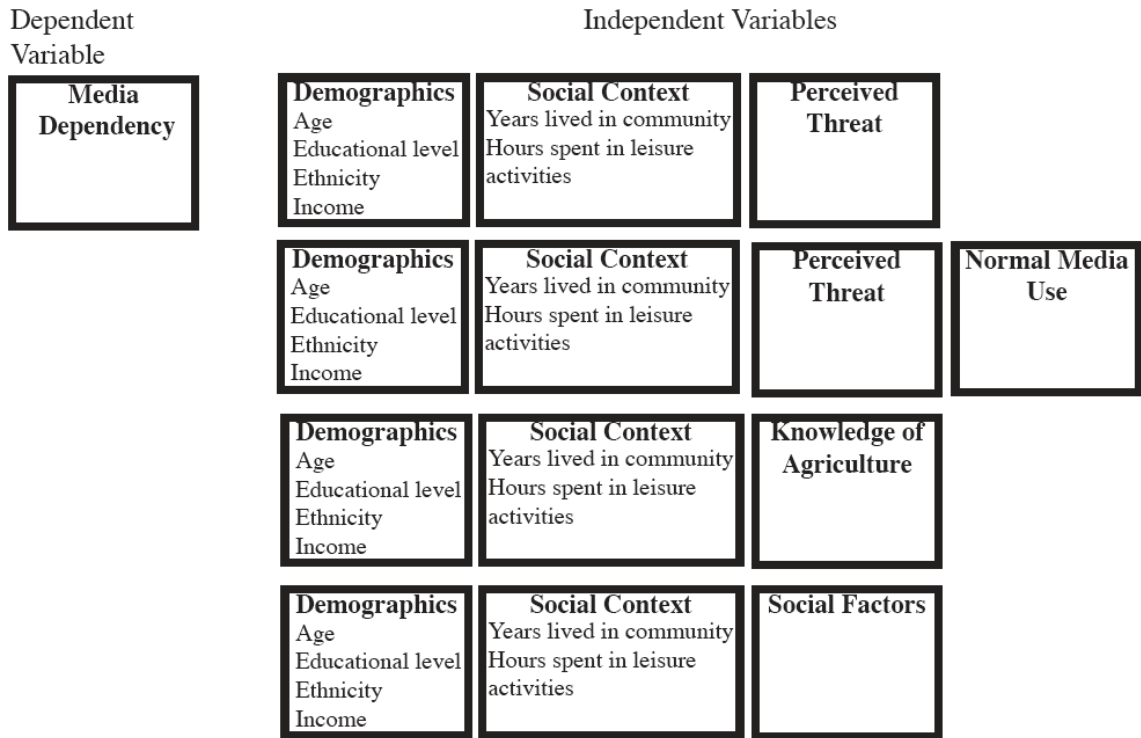 Dependent
Variable
Independent Variables
Media
Dependency
Demographics
Age
Educational level
Ethnicity
Income
Social Context
Years lived in community
Hours spent in leisure
activities
Perceived
Threat
Demographics
Age
Educational level
Ethnicity
Income
Social Context
Years lived in community
Hours spent in leisure
activities
Perceived
Threat
Normal Media
Use
Demographics
Age
Educational level
Ethnicity
Income
Social Context
Years lived in community
Hours spent in leisure
activities
Knowledge of
Agriculture
Demographics
Age
Educational level
Ethnicity
Income
Social Context
Years lived in community
Hours spent in leisure
activities
Social Factors